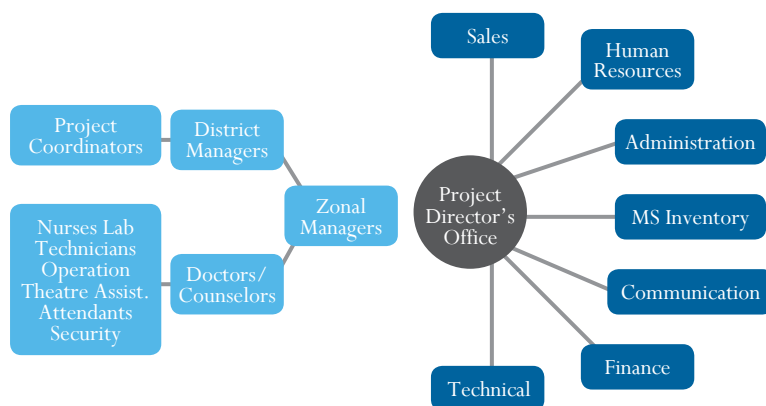 Sales
Human
Resources
Project
Coordinators
District
Managers
Administration
Zonal
Managers
Project
Director’s
Office
MS Inventory
Nurses Lab
Technicians
Operation
Theatre Assist.
Attendants
Security
Doctors/
Counselors
Communication
Finance
Technical